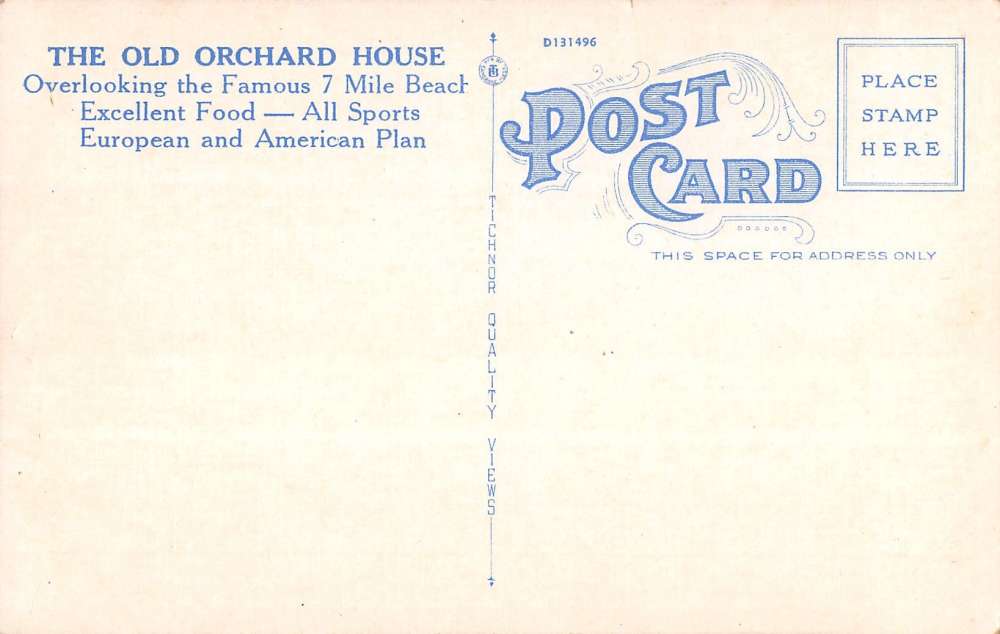 THE OLD ORCHARD HOUSE
Overlooking the Famous 7 Mile Beach
Excellent Food — All Sports
European and American Plan
TICHNOR QUALITY VIEWS
D131496
POST CARD
THIS SPACE FOR ADDRESS ONLY
PLACE
STAMP
HERE